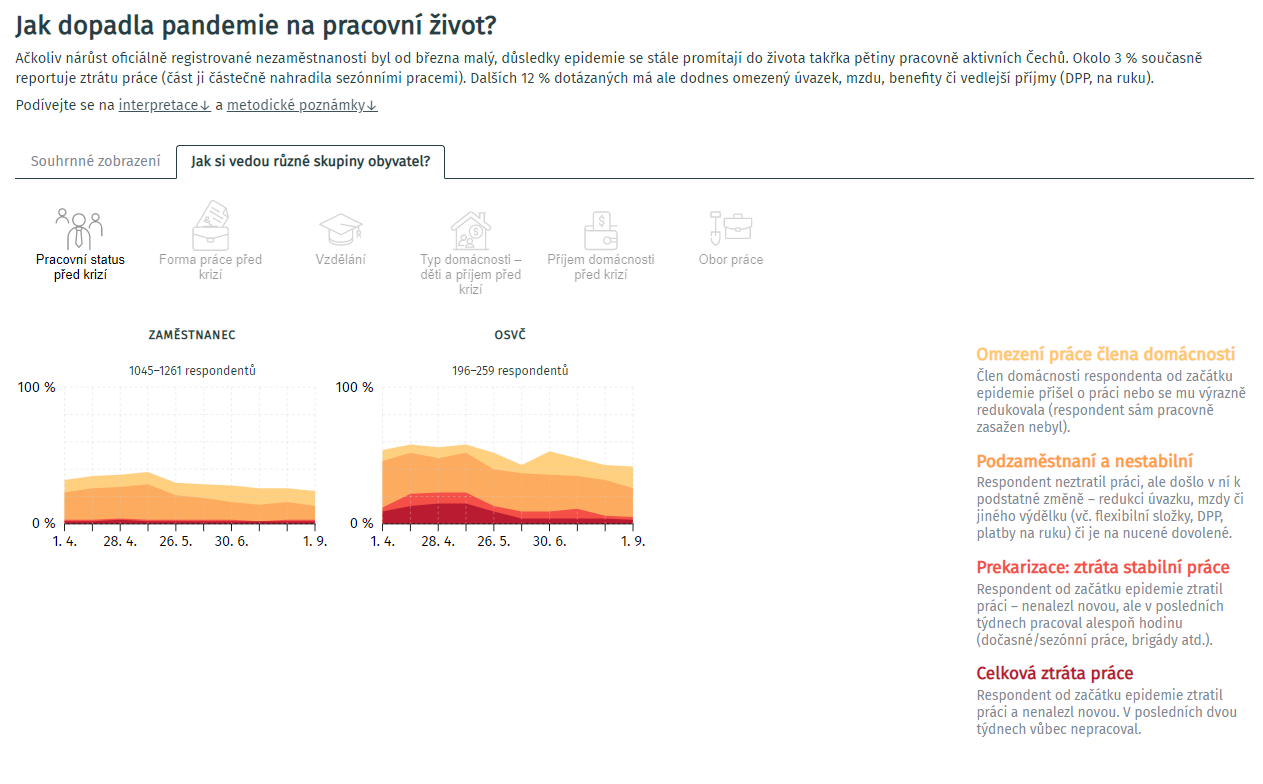 Jak dopadla pandemie na pracovní život?
Ačkoliv nárůst oficiálně registrované nezaměstnanosti byl od března malý, důsledky epidemie se stále promítají do života takřka pětiny pracovně aktivních Čechů. Okolo 3 % současně
reportuje ztrátu práce (část ji částečně nahradila sezónními pracemi). Dalších 12 % dotázaných má ale dodnes omezený úvazek, mzdu, benefity či vedlejší příjmy (DPP, na ruku).
Podívejte se na interpretace↓ a metodické poznámky↓
Souhrnné zobrazení
Jak si vedou různé skupiny obyvatel?
Pracovní status
před krizí
Forma práce před
krizí
Vzdělání
Typ domácnosti –
děti a příjem před
krizí
Příjem domácnosti
před krizí
Obor práce
ZAMĚSTNANEC
1045–1261 respondentů
100 %
0 %
1. 4.
28. 4.
26. 5.
30. 6.
1. 9.
OSVČ
196–259 respondentů
100 %
0 %
1. 4.
28. 4.
26. 5.
30. 6.
1. 9.
Omezení práce člena domácnosti
Člen domácnosti respondenta od začátku
epidemie přišel o práci nebo se mu výrazně
redukovala (respondent sám pracovně
zasažen nebyl).
Podzaměstnaní a nestabilní
Respondent neztratil práci, ale došlo v ní k
podstatné změně – redukci úvazku, mzdy či
jiného výdělku (vč. flexibilní složky, DPP,
platby na ruku) či je na nucené dovolené.
Prekarizace: ztráta stabilní práce
Respondent od začátku epidemie ztratil
práci – nenalezl novou, ale v posledních
týdnech pracoval alespoň hodinu
(dočasné/sezónní práce, brigády atd.).
Celková ztráta práce
Respondent od začátku epidemie ztratil
práci a nenalezl novou. V posledních dvou
týdnech vůbec nepracoval.